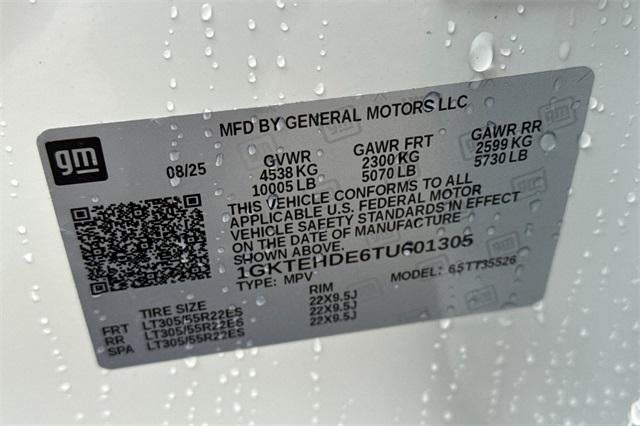 MFD BY GENERAL MOTORS LLC
gm
08/25
GVWR GAWR FRT GAWR RR
4538 KG 2300 KG 2599 KG
10005 LB 5070 LB 5730 LB
THIS VEHICLE CONFORMS TO ALL
APPLICABLE U.S. FEDERAL MOTOR
VEHICLE SAFETY STANDARDS IN EFFECT
ON THE DATE OF MANUFACTURE
SHOWN ABOVE.
1GKTEHDE6TU601305
TYPE: MPV MODEL: 6STT35526
TIRE SIZE RIM
FRT LT305/55R22ES 22X9.5J
RR LT305/55R22ES 22X9.5J
SPA LT305/55R22ES 22X9.5J